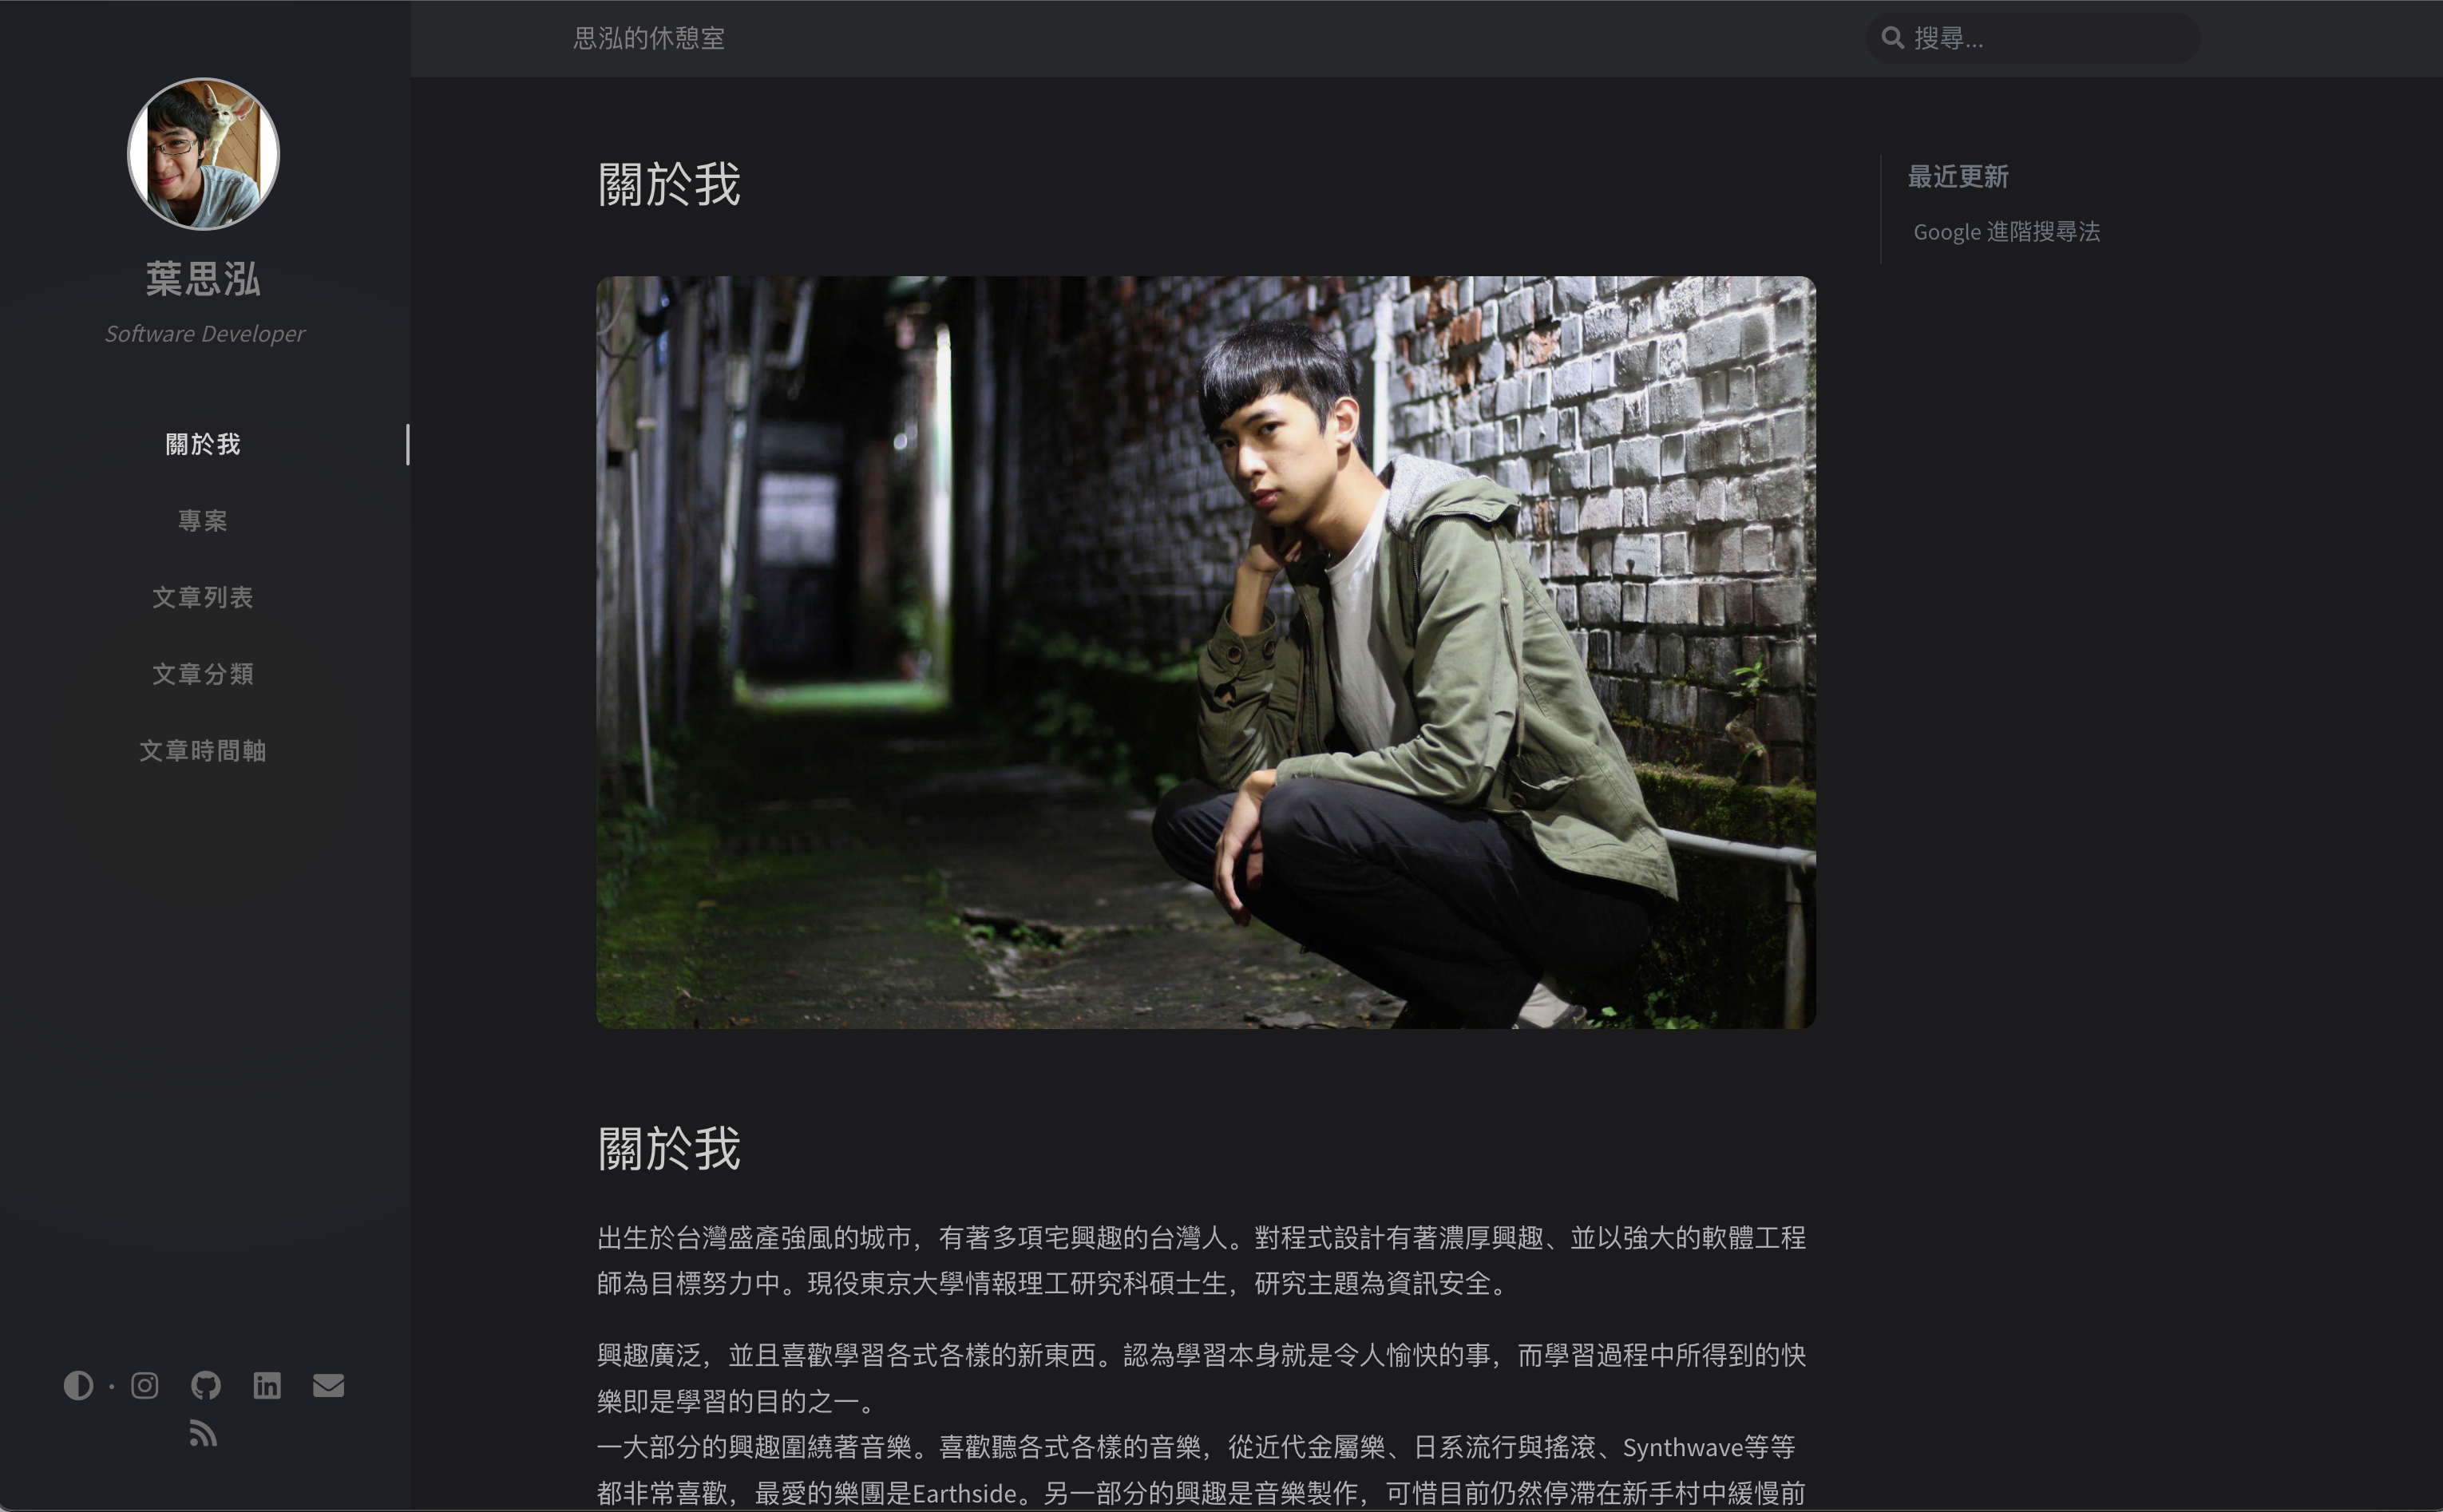 葉思泓
Software Developer
關於我
專案
文章列表
文章分類
文章時間軸
思泓的休憩室
搜尋...
關於我
關於我
出生於台灣盛產強風的城市，有著多項宅興趣的台灣人。對程式設計有著濃厚興趣、並以強大的軟體工程
師為目標努力中。現役東京大學情報理工研究科碩士生，研究主題為資訊安全。
興趣廣泛，並且喜歡學習各式各樣的新東西。認為學習本身就是令人愉快的事，而學習過程中所得到的快
樂即是學習的目的之一。
一大部分的興趣圍繞著音樂。喜歡聽各式各樣的音樂，從近代金屬樂、日系流行與搖滾、Synthwave等等
都非常喜歡，最愛的樂團是Earthside。另一部分的興趣是音樂製作，可惜目前仍然停滯在新手村中緩慢前
最近更新
Google 進階搜尋法